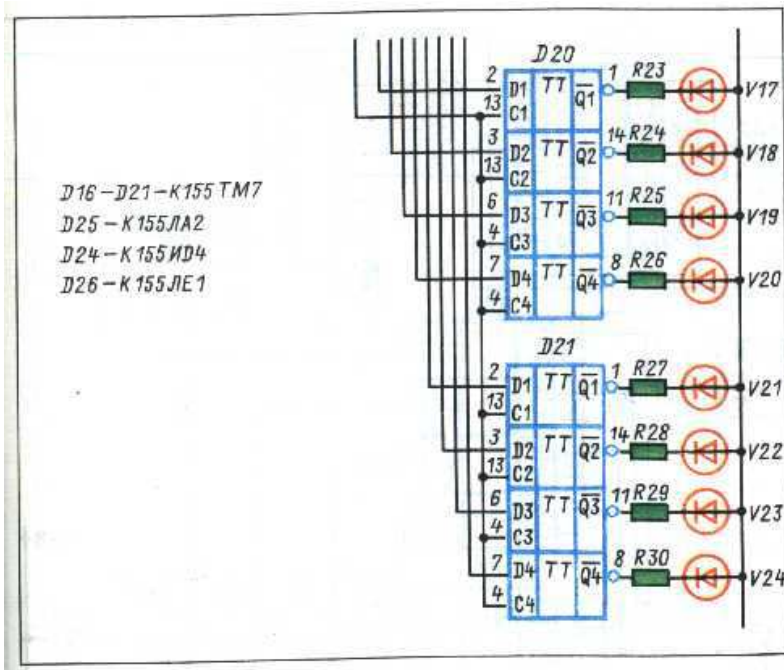 D16-D21-К155ТМ7
D25-К155ЛА2
D24-К155ИD4
D26-К155ЛЕ1
D20
2 D1 TT Q1 1 R23 V17
13 C1
3 D2 TT Q2 14 R24 V18
13 C2
6 D3 TT Q3 11 R25 V19
4 C3
7 D4 TT Q4 8 R26 V20
4 C4
D21
2 D1 TT Q1 1 R27 V21
13 C1
3 D2 TT Q2 14 R28 V22
13 C2
6 D3 TT Q3 11 R29 V23
4 C3
7 D4 TT Q4 8 R30 V24
4 C4